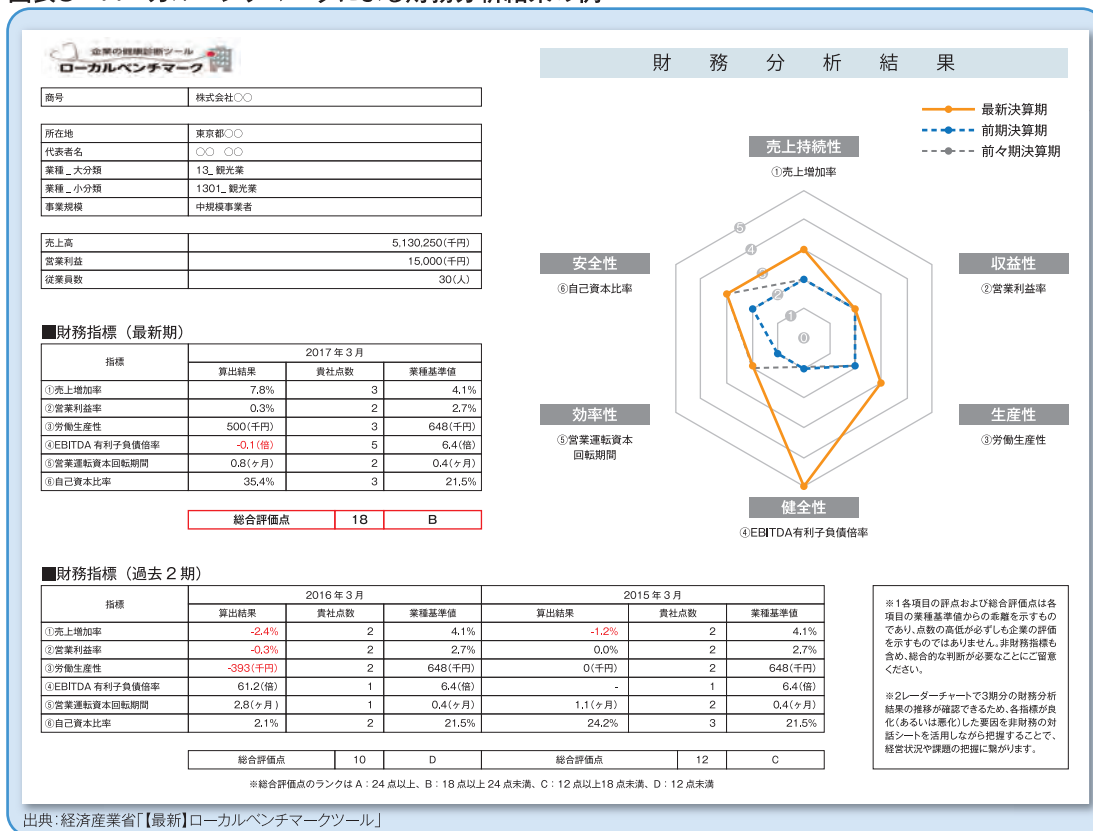 企業の健康診断ツール
ローカルベンチマーク
財務分析結果
商号 株式会社○○
所在地 東京都○○
代表者名 ○○ ○○
業種_大分類 13_観光業
業種_小分類 1301_観光業
事業規模 中規模事業者
売上高 5,130,250(千円)
営業利益 15,000(千円)
従業員数 30(人)
最新決算期
前期決算期
前々期決算期
売上持続性
①売上増加率
収益性
②営業利益率
生産性
③労働生産性
健全性
④EBITDA有利子負債倍率
効率性
⑤営業運転資本
回転期間
安全性
⑥自己資本比率
5
4
3
2
1
0
■財務指標(最新期)
指標 2017年3月
算出結果 貴社点数 業種基準値
①売上増加率 7.8% 3 4.1%
②営業利益率 0.3% 2 2.7%
③労働生産性 500(千円) 3 648(千円)
④EBITDA有利子負債倍率 -0.1(倍) 5 6.4(倍)
⑤営業運転資本回転期間 0.8(ヶ月) 2 0.4(ヶ月)
⑥自己資本比率 35.4% 3 21.5%
総合評価点 18 B
■財務指標(過去2期)
指標 2016年3月 2015年3月
算出結果 貴社点数 業種基準値 算出結果 貴社点数 業種基準値
①売上増加率 -2.4% 2 4.1% -1.2% 2 4.1%
②営業利益率 -0.3% 2 2.7% 0.0% 2 2.7%
③労働生産性 -393(千円) 2 648(千円) 0(千円) 2 648(千円)
④EBITDA有利子負債倍率 61.2(倍) 1 6.4(倍) - 1 6.4(倍)
⑤営業運転資本回転期間 2.8(ヶ月) 1 0.4(ヶ月) 1.1(ヶ月) 2 0.4(ヶ月)
⑥自己資本比率 2.1% 2 21.5% 24.2% 3 21.5%
総合評価点 10 D 総合評価点 12 C
※総合評価点のランクはA:24点以上、B:18点以上24点未満、C:12点以上18点未満、D:12点未満
※1各項目の評点および総合評価点は各
項目の業種基準値からの乖離を示すもの
であり、点数の高低が必ずしも企業の評価
を示すものではありません。非財務指標も
含め、総合的な判断が必要なことにご留意
ください。
※2レーダーチャートで3期分の財務分析
結果の推移が確認できるため、各指標が良
化(あるいは悪化)した要因を非財務の対
話シートを活用しながら把握することで、
経営状況や課題の把握に繋がります。
出典:経済産業省「【最新】ローカルベンチマークツール」